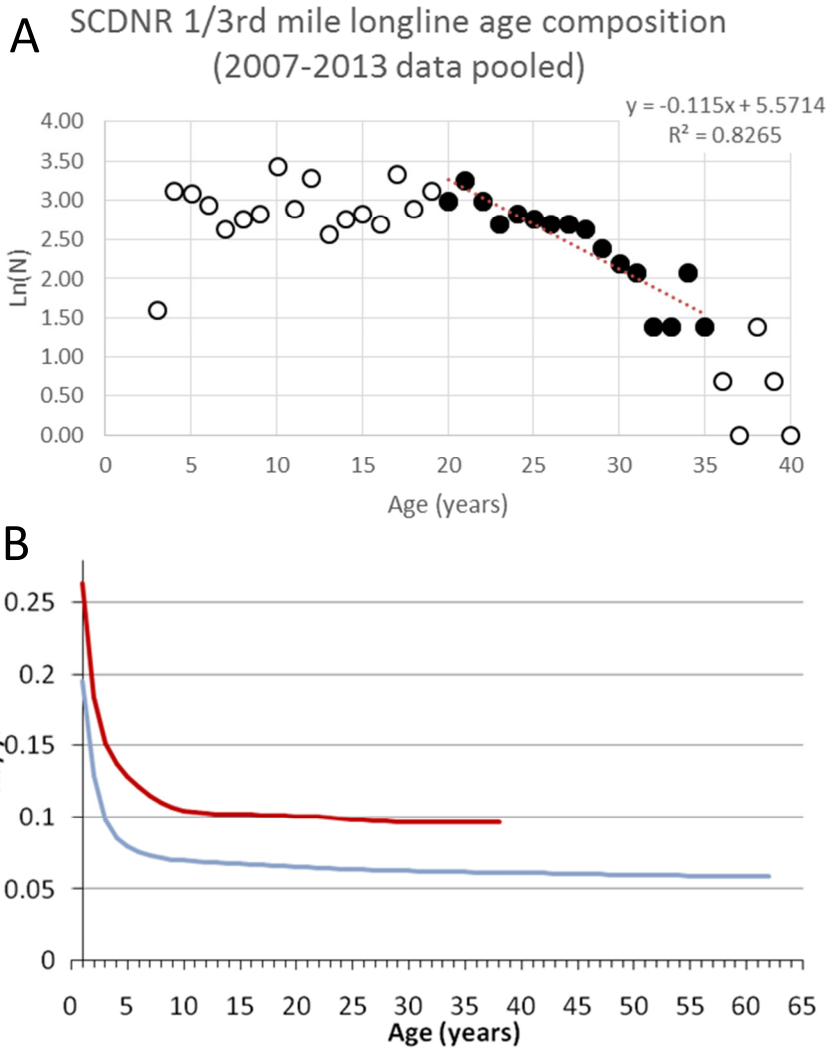 A
SCDNR 1/3rd mile longline age composition
(2007-2013 data pooled)
y = -0.115x + 5.5714
R² = 0.8265
4.00
3.50
3.00
2.50
2.00
1.50
1.00
0.50
0.00
Ln(N)
0 5 10 15 20 25 30 35 40
Age (years)
B
0.25
0.2
0.15
0.1
0.05
0
0 5 10 15 20 25 30 35 40 45 50 55 60 65
Age (years)